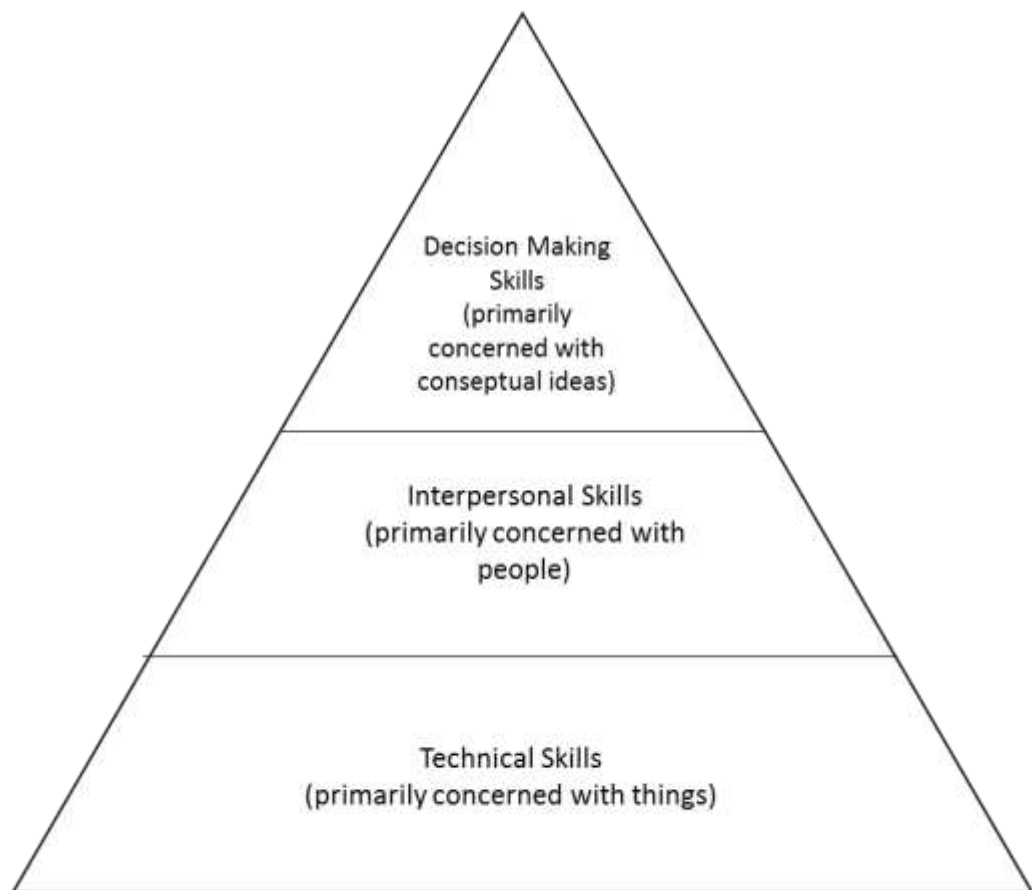 Decision Making
Skills
(primarily
concerned with
conseptual ideas)
Interpersonal Skills
(primarily concerned with
people)
Technical Skills
(primarily concerned with things)